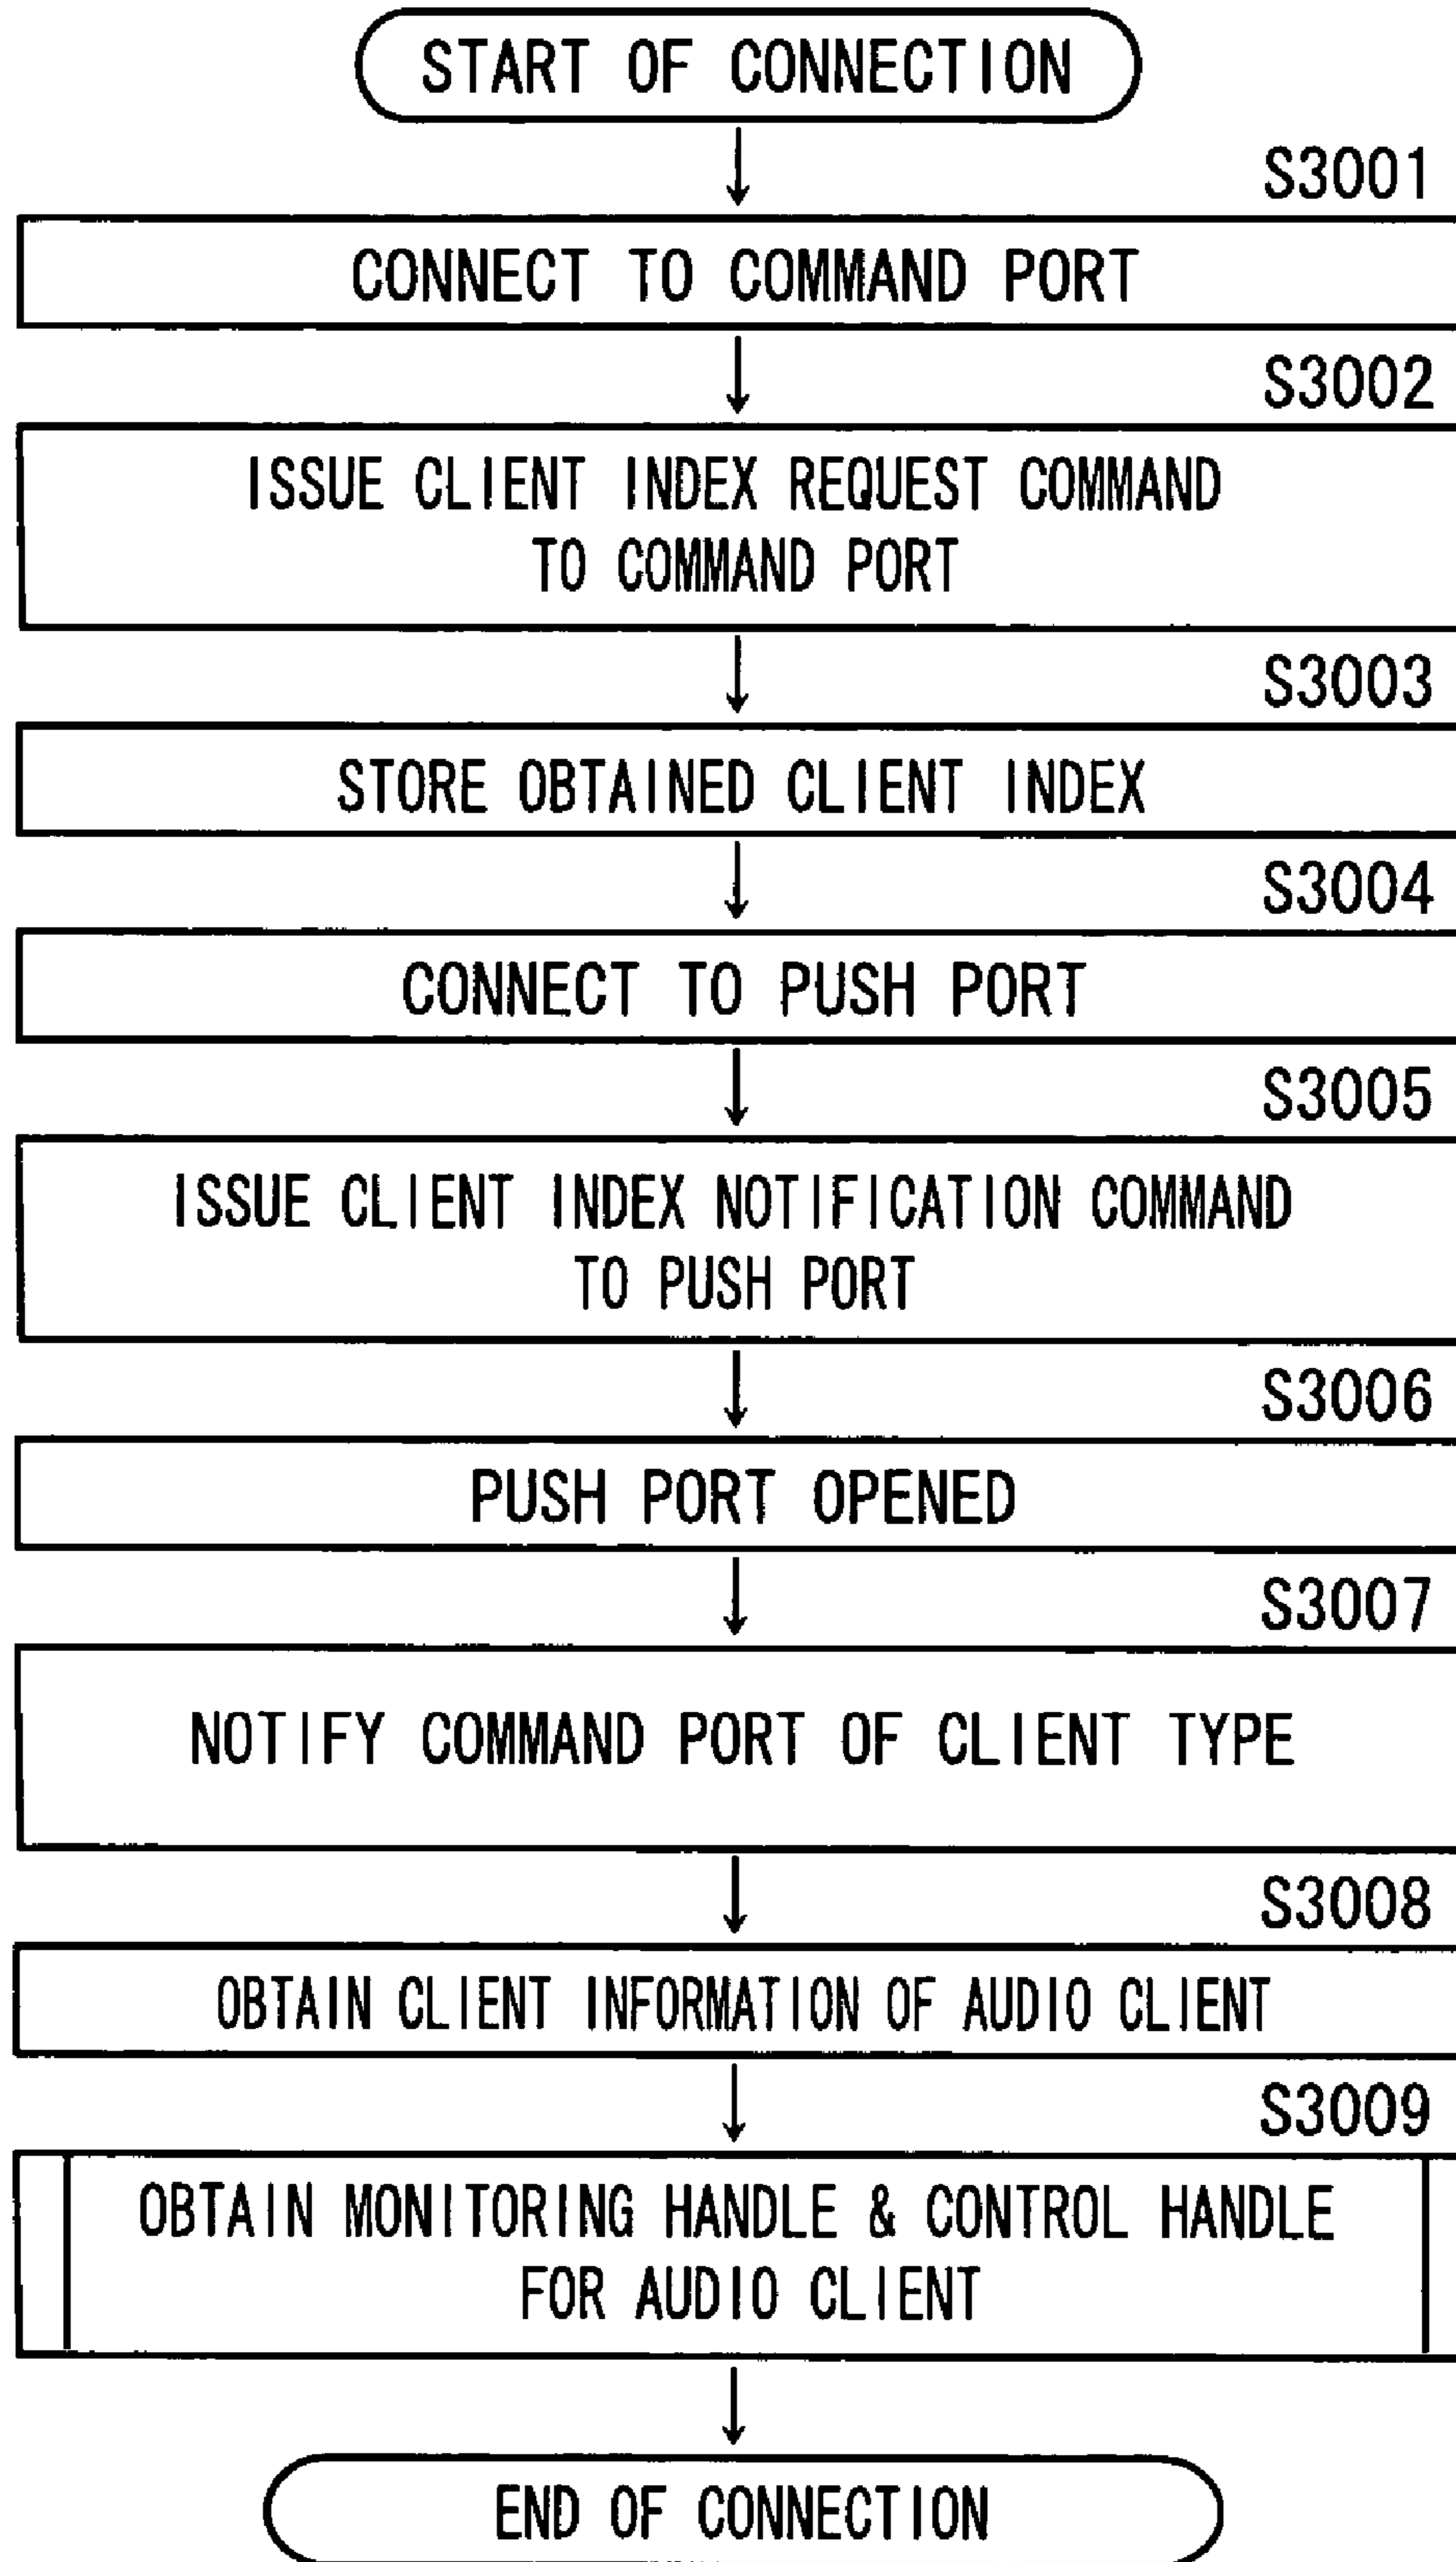 START OF CONNECTION
S3001
CONNECT TO COMMAND PORT
S3002
ISSUE CLIENT INDEX REQUEST COMMAND
TO COMMAND PORT
S3003
STORE OBTAINED CLIENT INDEX
S3004
CONNECT TO PUSH PORT
S3005
ISSUE CLIENT INDEX NOTIFICATION COMMAND
TO PUSH PORT
S3006
PUSH PORT OPENED
S3007
NOTIFY COMMAND PORT OF CLIENT TYPE
S3008
OBTAIN CLIENT INFORMATION OF AUDIO CLIENT
S3009
OBTAIN MONITORING HANDLE & CONTROL HANDLE
FOR AUDIO CLIENT
END OF CONNECTION